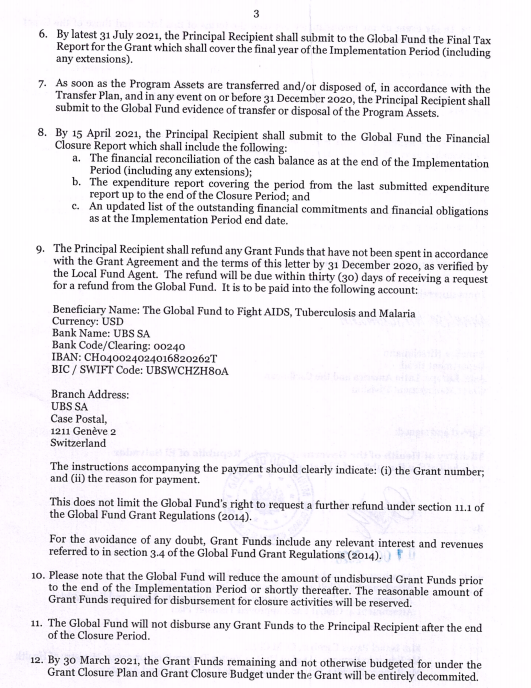 3
6. By latest 31 July 2021, the Principal Recipient shall submit to the Global Fund the Final Tax
Report for the Grant which shall cover the final year of the Implementation Period (including
any extensions).
7. As soon as the Program Assets are transferred and/or disposed of, in accordance with the
Transfer Plan, and in any event on or before 31 December 2020, the Principal Recipient shall
submit to the Global Fund evidence of transfer or disposal of the Program Assets.
8. By 15 April 2021, the Principal Recipient shall submit to the Global Fund the Financial
Closure Report which shall include the following:
a. The financial reconciliation of the cash balance as at the end of the Implementation
Period (including any extensions);
b. The expenditure report covering the period from the last submitted expenditure
report up to the end of the Closure Period; and
c. An updated list of the outstanding financial commitments and financial obligations
as at the Implementation Period end date.
9. The Principal Recipient shall refund any Grant Funds that have not been spent in accordance
with the Grant Agreement and the terms of this letter by 31 December 2020, as verified by
the Local Fund Agent. The refund will be due within thirty (30) days of receiving a request
for a refund from the Global Fund. It is to be paid into the following account:
Beneficiary Name: The Global Fund to Fight AIDS, Tuberculosis and Malaria
Currency: USD
Bank Name: UBS SA
Bank Code/Clearing: 00240
IBAN: CH040024024016820262T
BIC / SWIFT Code: UBSWCHZH80A
Branch Address:
UBS SA
Case Postal,
1211 Genève 2
Switzerland
The instructions accompanying the payment should clearly indicate: (i) the Grant number;
and (ii) the reason for payment.
This does not limit the Global Fund's right to request a further refund under section 11.1 of
the Global Fund Grant Regulations (2014).
For the avoidance of any doubt, Grant Funds include any relevant interest and revenues
referred to in section 3.4 of the Global Fund Grant Regulations (2014).
10. Please note that the Global Fund will reduce the amount of undisbursed Grant Funds prior
to the end of the Implementation Period or shortly thereafter. The reasonable amount of
Grant Funds required for disbursement for closure activities will be reserved.
11. The Global Fund will not disburse any Grant Funds to the Principal Recipient after the end
of the Closure Period.
12. By 30 March 2021, the Grant Funds remaining and not otherwise budgeted for under the
Grant Closure Plan and Grant Closure Budget under the Grant will be entirely decommited.